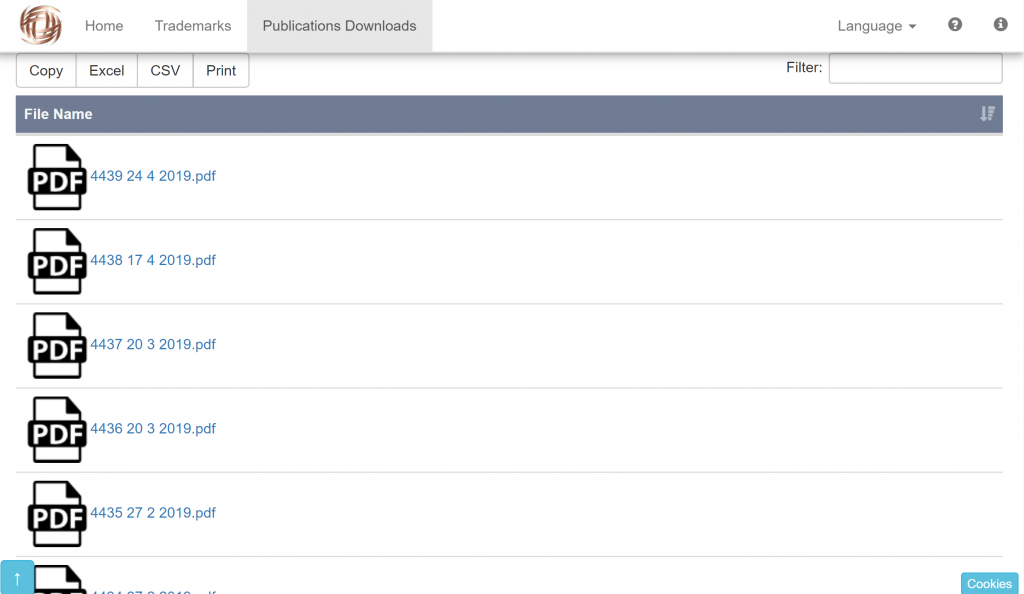 Home Trademarks Publications Downloads Language
Copy Excel CSV Print Filter:
File Name
PDF 4439 24 4 2019.pdf
PDF 4438 17 4 2019.pdf
PDF 4437 20 3 2019.pdf
PDF 4436 20 3 2019.pdf
PDF 4435 27 2 2019.pdf
Cookies